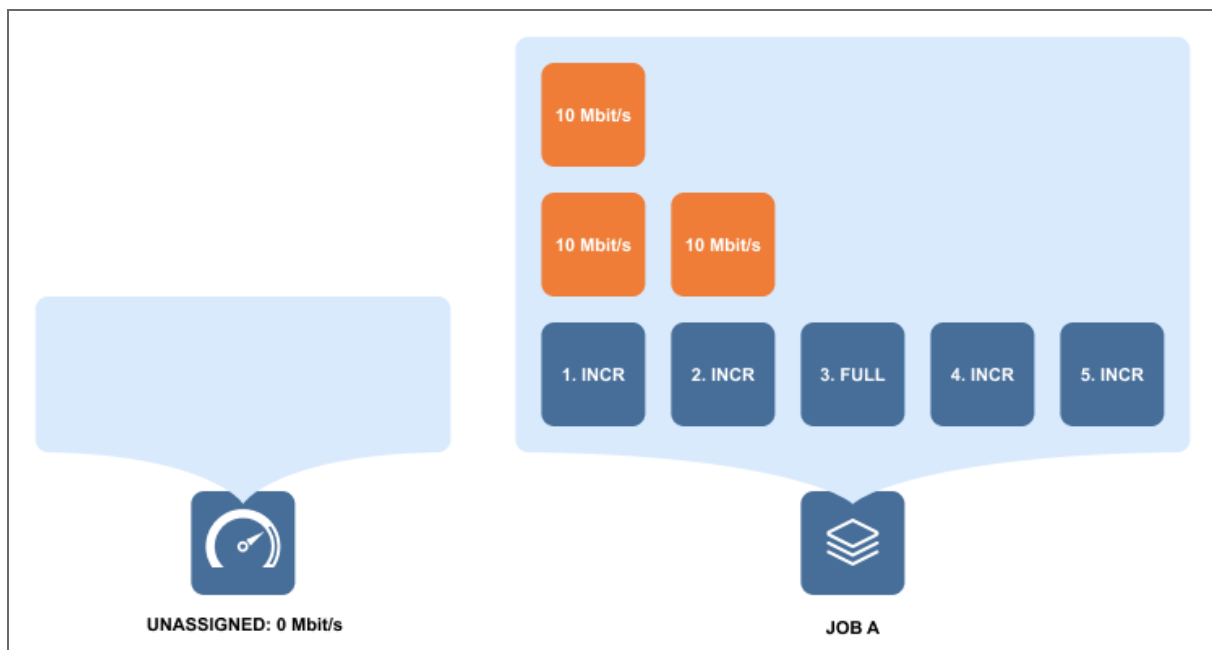 10 Mbit/s
10 Mbit/s 10 Mbit/s
1. INCR 2. INCR 3. FULL 4. INCR 5. INCR
UNASSIGNED: 0 Mbit/s
JOB A